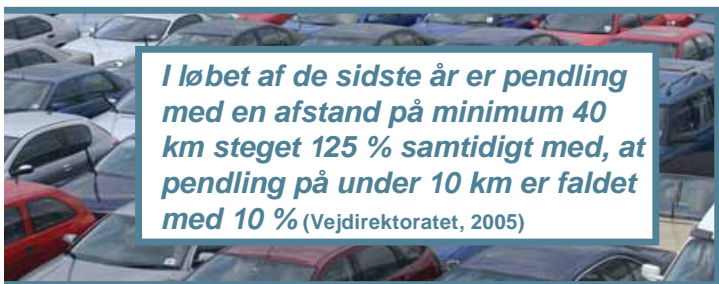 I løbet af de sidste år er pendling
med en afstand på minimum 40
km steget 125 % samtidigt med, at
pendling på under 10 km er faldet
med 10 % (Vejdirektoratet, 2005)